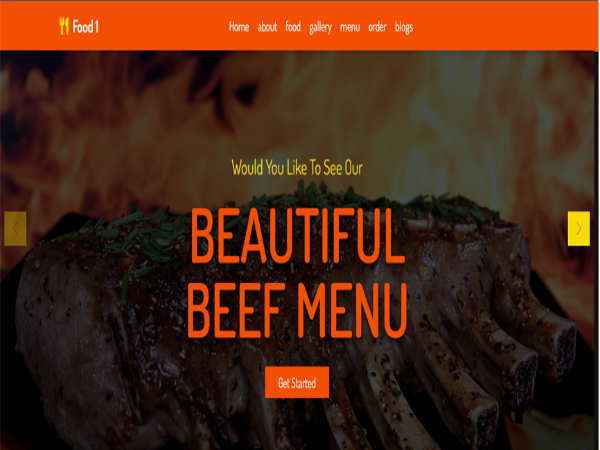 Food 1
Home about food gallery menu order blogs
Would You Like To See Our
BEAUTIFUL
BEEF MENU
Get Started